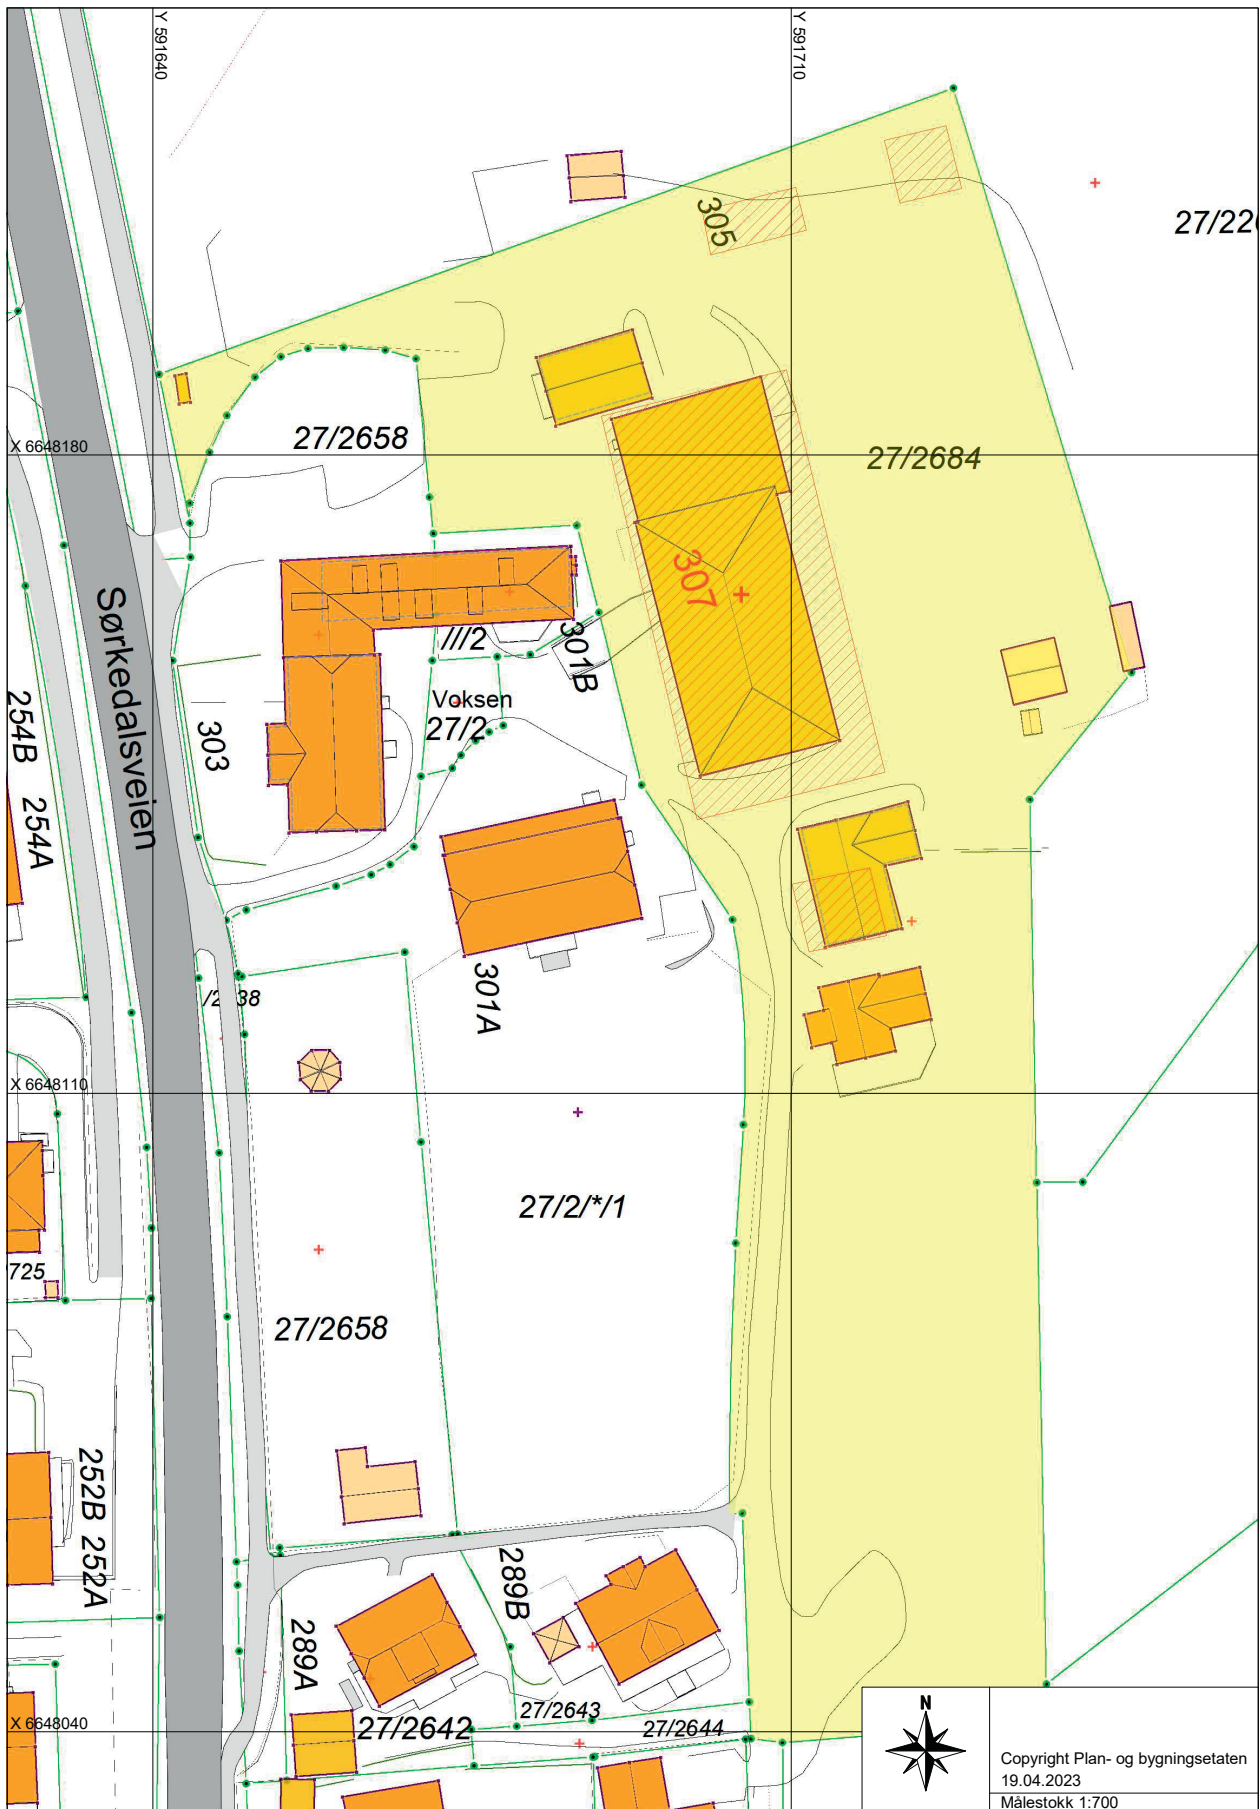 Y 591640
Y 591710
305
27/220
X 6648180
27/2658
27/2684
307
Sørkedalsveien
///2
301B
Voksen
27/2
303
254B
254A
301A
X 6648110
27/2/*/1
725
27/2658
252B
252A
289B
289A
27/2643
27/2642
27/2644
X 6648040
N
Copyright Plan- og bygningsetaten
19.04.2023
Målestokk 1:700